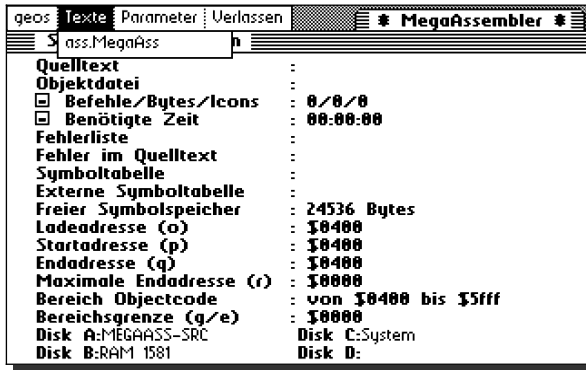 geos Texte Parameter Verlassen * MegaAssembler *
ass.MegaAss
Quelltext :
Objektdatei :
Befehle/Bytes/Icons : 0/0/0
Benötigte Zeit : 00:00:00
Fehlerliste :
Fehler im Quelltext :
Symboltabelle :
Externe Symboltabelle :
Freier Symbolspeicher : 24536 Bytes
Ladeadresse (o) : $0400
Startadresse (p) : $0400
Endadresse (q) : $0400
Maximale Endadresse (r) : $0000
Bereich Objectcode : von $0400 bis $5fff
Bereichsgrenze (g/e) : $0000
Disk A:MEGAASS-SRC Disk C:System
Disk B:RAM 1581 Disk D: